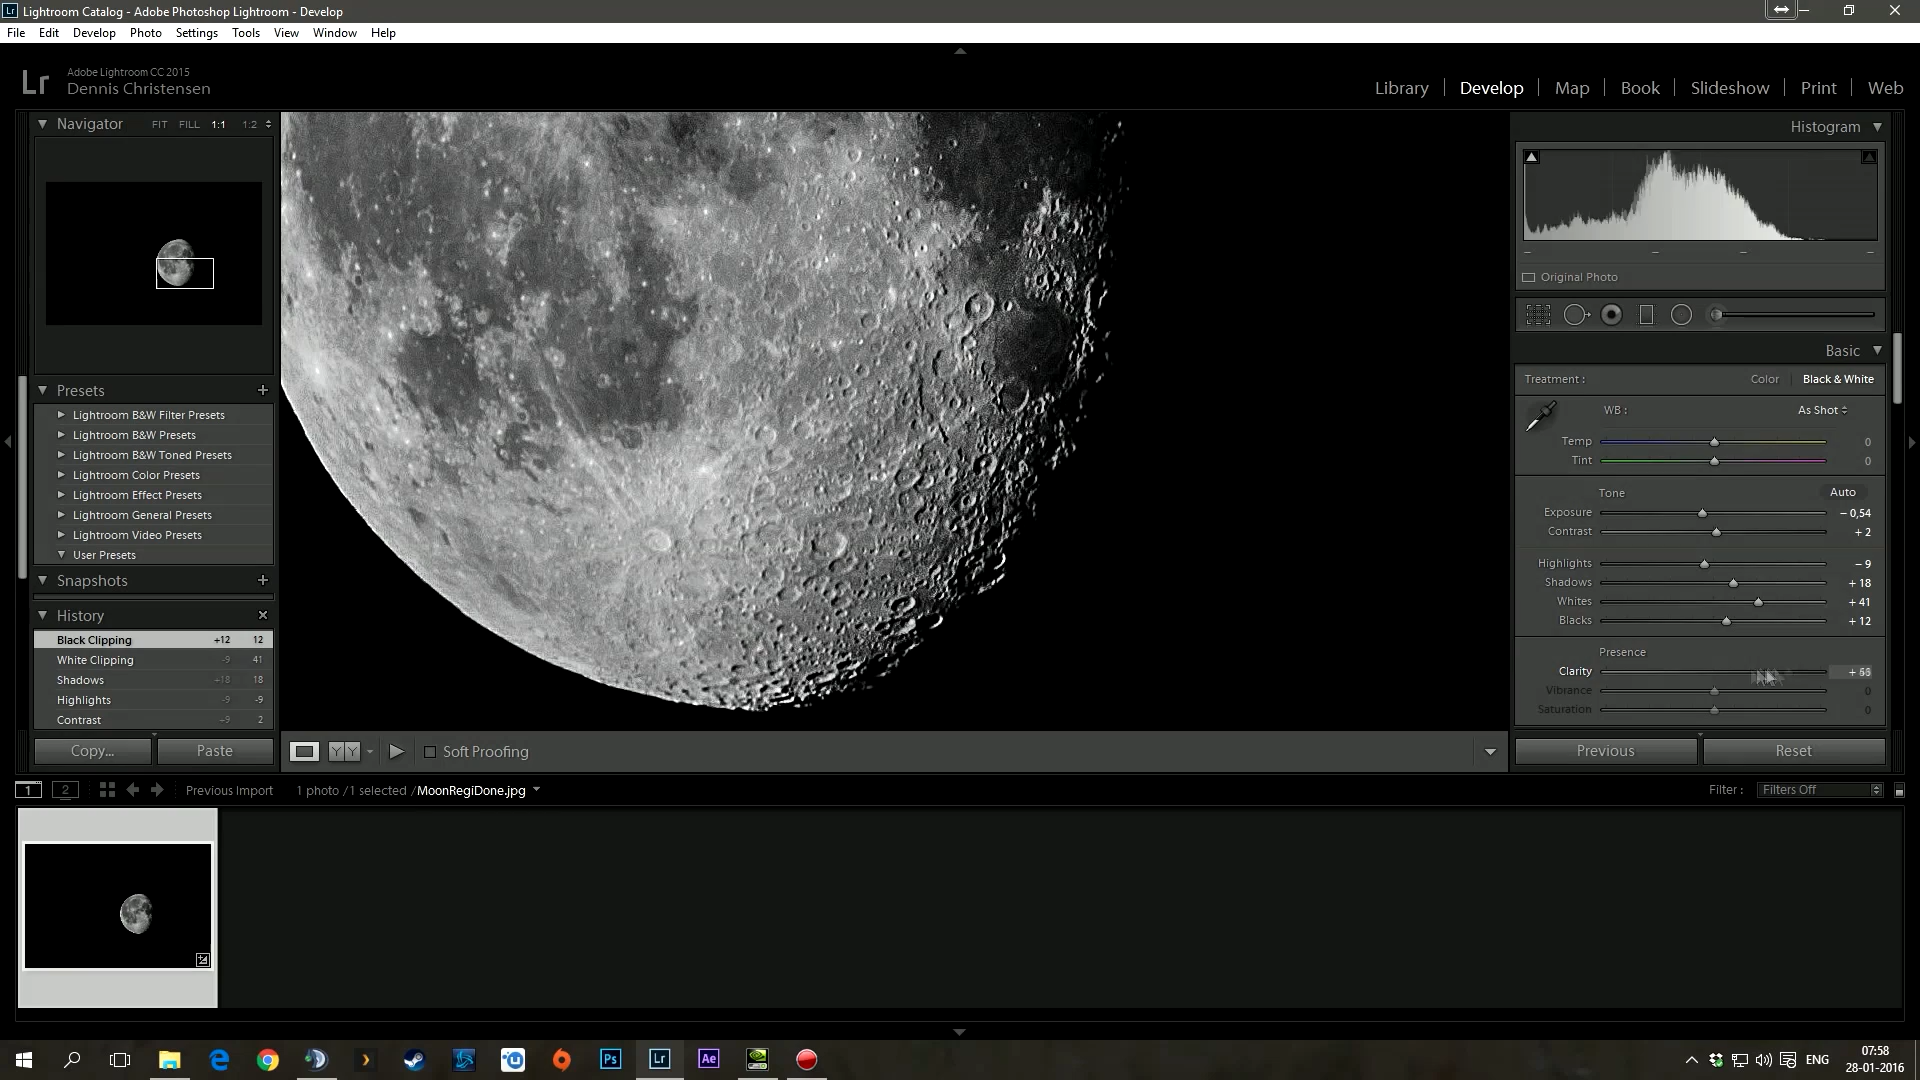 Lr Lightroom Catalog - Adobe Photoshop Lightroom - Develop
File Edit Develop Photo Settings Tools View Window Help
Lr Adobe Lightroom CC 2015
Dennis Christensen
Library Develop Map Book Slideshow Print Web
Navigator FIT FILL 1:1 1:2
Presets +
Lightroom B&W Filter Presets
Lightroom B&W Presets
Lightroom B&W Toned Presets
Lightroom Color Presets
Lightroom Effect Presets
Lightroom General Presets
Lightroom Video Presets
User Presets
Snapshots +
History
Black Clipping +12 12
White Clipping -9 41
Shadows +18 18
Highlights -9 -9
Contrast -9 2
Copy... Paste
Soft Proofing
Histogram
Original Photo
Basic
Treatment : Color Black & White
WB : As Shot
Temp 0
Tint 0
Tone Auto
Exposure - 0,54
Contrast + 2
Highlights - 9
Shadows + 18
Whites + 41
Blacks + 12
Presence
Clarity
Vibrance 0
Saturation 0
Previous Reset
1 2 Previous Import 1 photo / 1 selected / MoonRegiDone.jpg Filter : Filters Off
Ps Lr Ae
ENG 07:58
28-01-2016